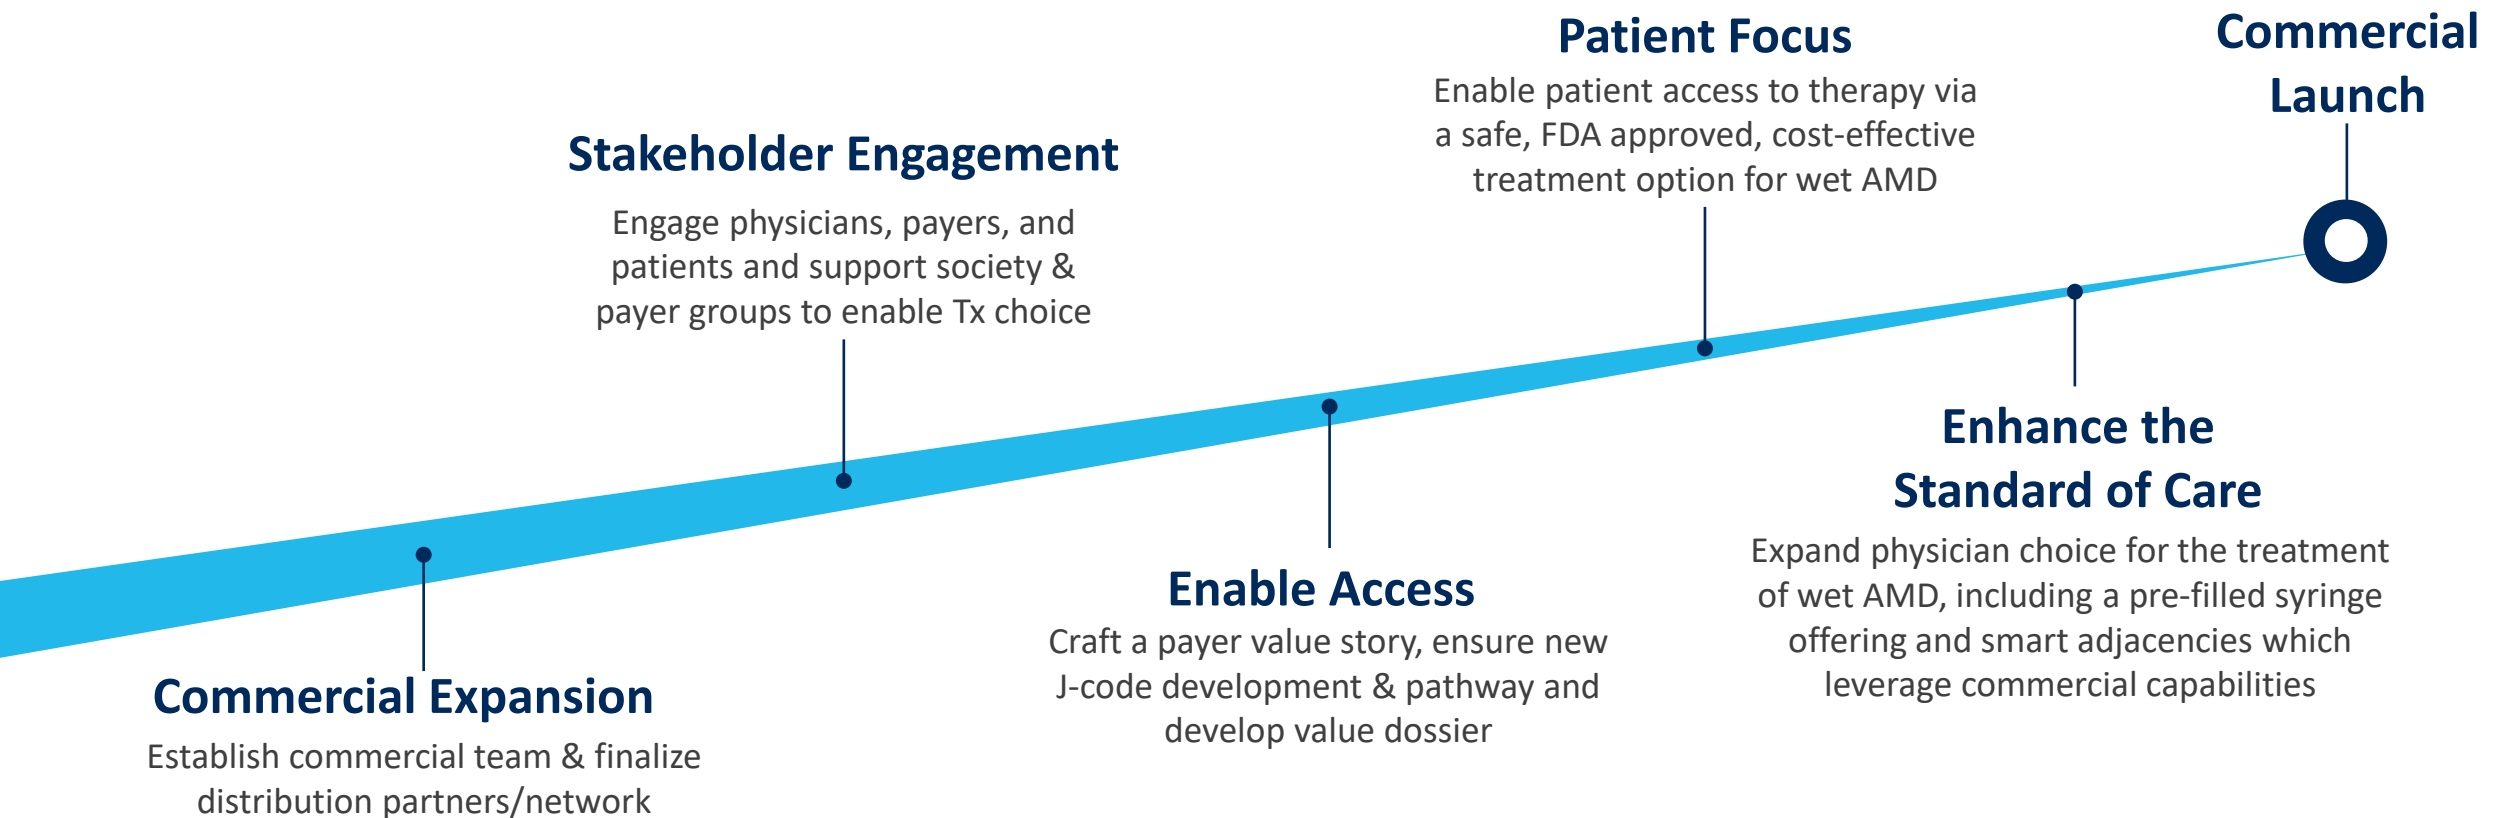 Commercial Expansion
Establish commercial team & finalize
distribution partners/network
Stakeholder Engagement
Engage physicians, payers, and
patients and support society &
payer groups to enable Tx choice
Enable Access
Craft a payer value story, ensure new
J-code development & pathway and
develop value dossier
Patient Focus
Enable patient access to therapy via
a safe, FDA approved, cost-effective
treatment option for wet AMD
Enhance the
Standard of Care
Expand physician choice for the treatment
of wet AMD, including a pre-filled syringe
offering and smart adjacencies which
leverage commercial capabilities
Commercial
Launch